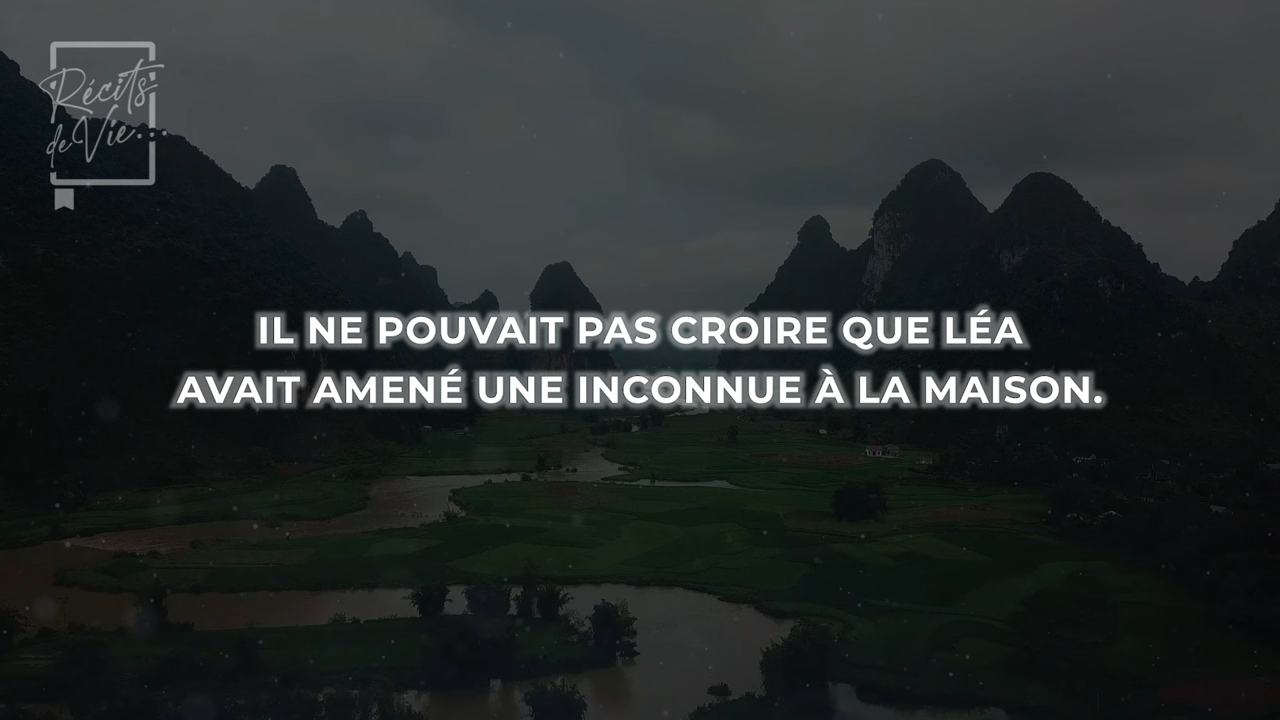 Récits
de Vie...
IL NE POUVAIT PAS CROIRE QUE LÉA
AVAIT AMENÉ UNE INCONNUE À LA MAISON.